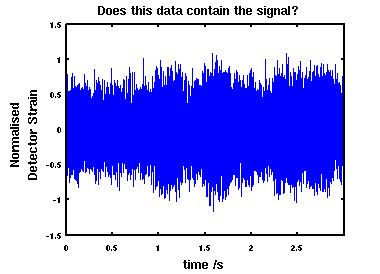 Does this data contain the signal?
1.5
1
0.5
0
-0.5
-1
-1.5
Normalised
Detector Strain
0 0.5 1 1.5 2 2.5
time /s